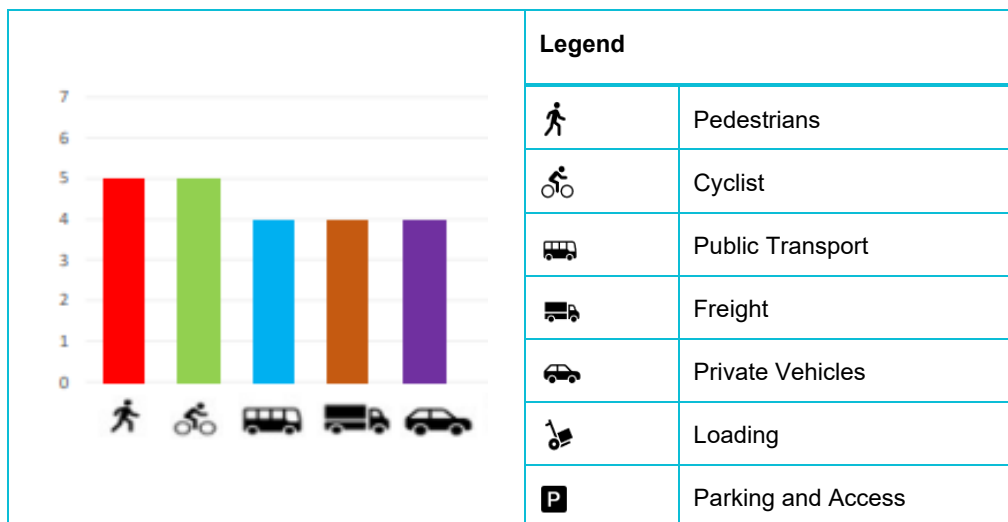 7
6
5
4
3
2
1
0
Legend
Pedestrians
Cyclist
Public Transport
Freight
Private Vehicles
Loading
P Parking and Access